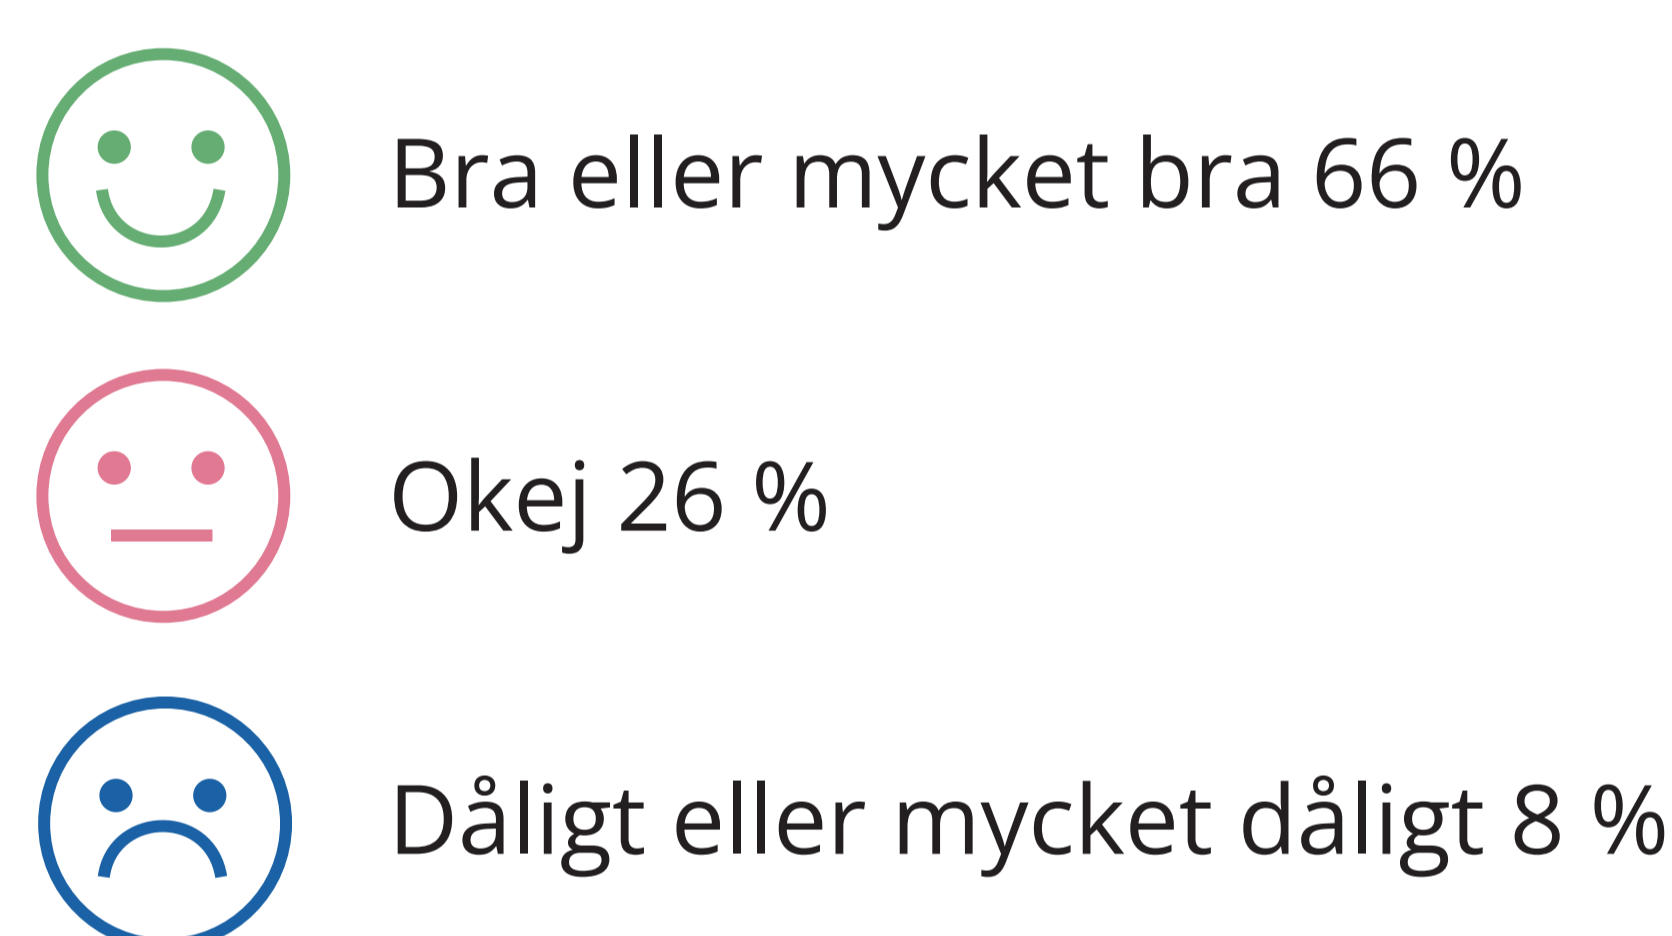 Bra eller mycket bra 66 %
Okej 26 %
Dåligt eller mycket dåligt 8 %